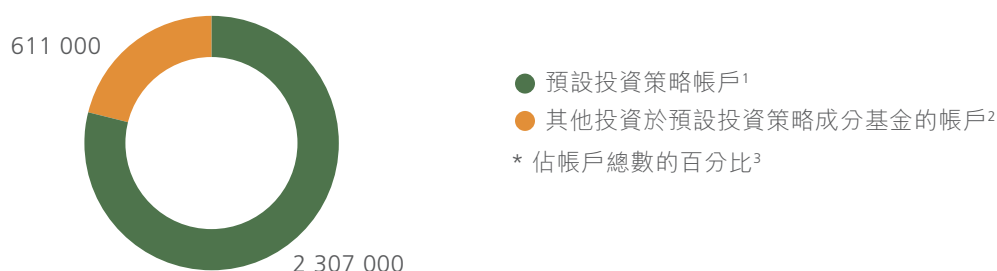 611 000
預設投資策略帳戶¹
其他投資於預設投資策略成分基金的帳戶²
* 佔帳戶總數的百分比³
2 307 000